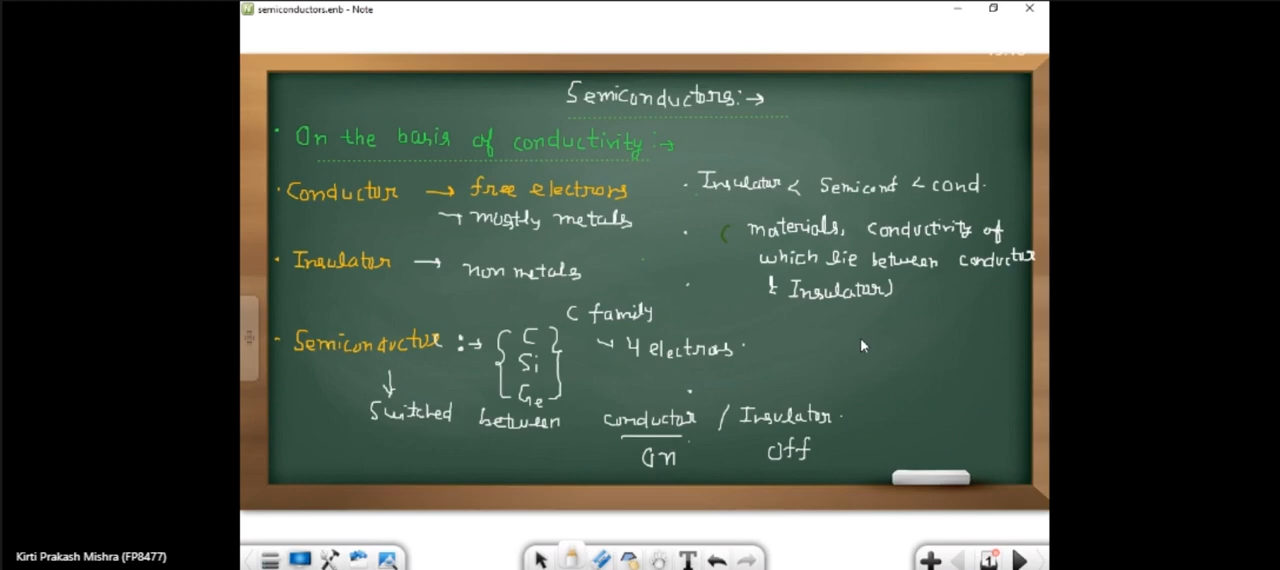 semiconductors.enb - Note
Semiconductors:→
· On the basis of conductivity:→
· Conductor → free electrons
→ mostly metals
· Insulator → non metals
· Insulator < Semicond < cond.
· ( materials, conductivity of
which lie between conductor
& Insulator)
C family
· Semiconductor :→ { C Si Ge }
→ 4 electrons.
↓
Switched between conductor / Insulator.
On Off
Kirti Prakash Mishra (FP8477)
T
1